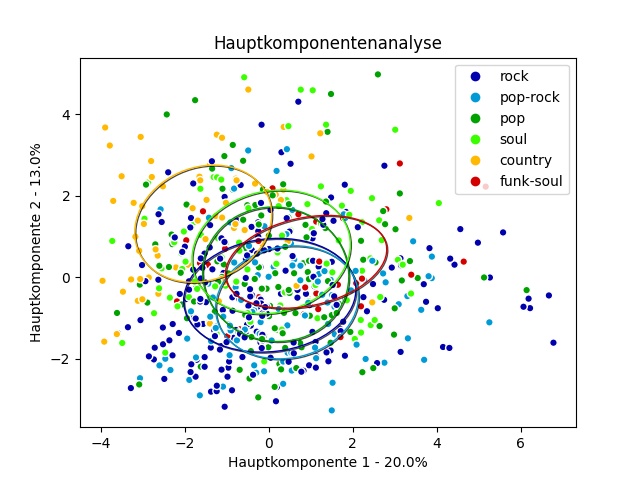 Hauptkomponentenanalyse
rock
pop-rock
pop
soul
country
funk-soul
4
2
0
−2
−4 −2 0 2 4 6
Hauptkomponente 1 - 20.0%
Hauptkomponente 2 - 13.0%